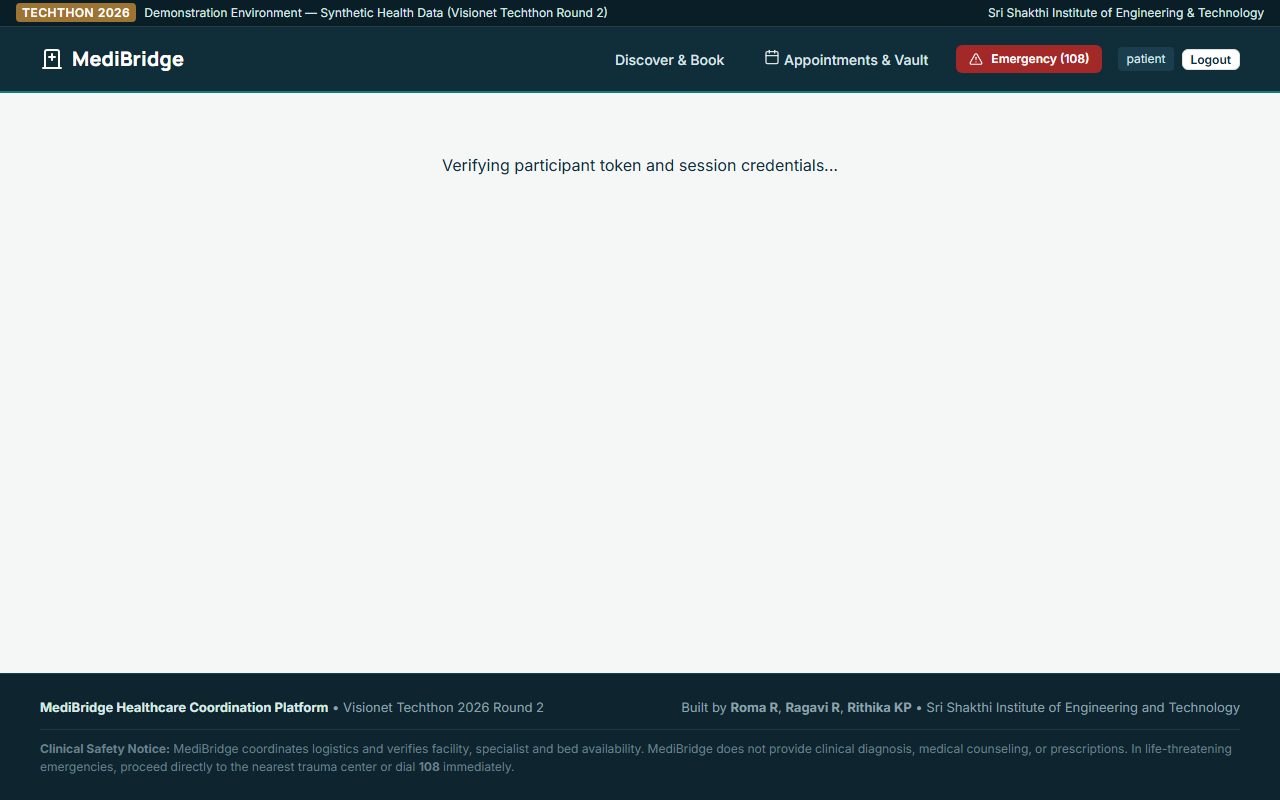 TECHTHON 2026 Demonstration Environment — Synthetic Health Data (Visionet Techthon Round 2) Sri Shakthi Institute of Engineering & Technology
MediBridge Discover & Book Appointments & Vault Emergency (108) patient Logout
Verifying participant token and session credentials...
MediBridge Healthcare Coordination Platform • Visionet Techthon 2026 Round 2 Built by Roma R, Ragavi R, Rithika KP • Sri Shakthi Institute of Engineering and Technology
Clinical Safety Notice: MediBridge coordinates logistics and verifies facility, specialist and bed availability. MediBridge does not provide clinical diagnosis, medical counseling, or prescriptions. In life-threatening
emergencies, proceed directly to the nearest trauma center or dial 108 immediately.